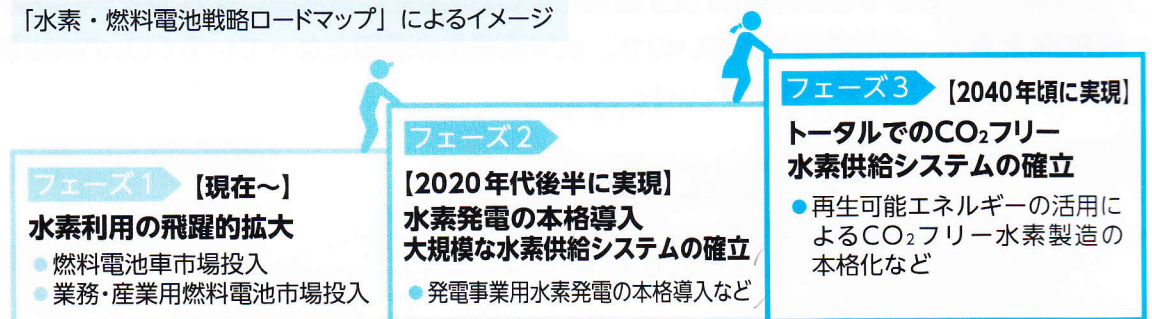 「水素・燃料電池戦略ロードマップ」によるイメージ
フェーズ1 【現在~】
水素利用の飛躍的拡大
●燃料電池車市場投入
●業務・産業用燃料電池市場投入
フェーズ2
【2020年代後半に実現】
水素発電の本格導入
大規模な水素供給システムの確立
●発電事業用水素発電の本格導入など
フェーズ3 【2040年頃に実現】
トータルでのCO₂フリー
水素供給システムの確立
●再生可能エネルギーの活用に
よるCO₂フリー水素製造の
本格化など